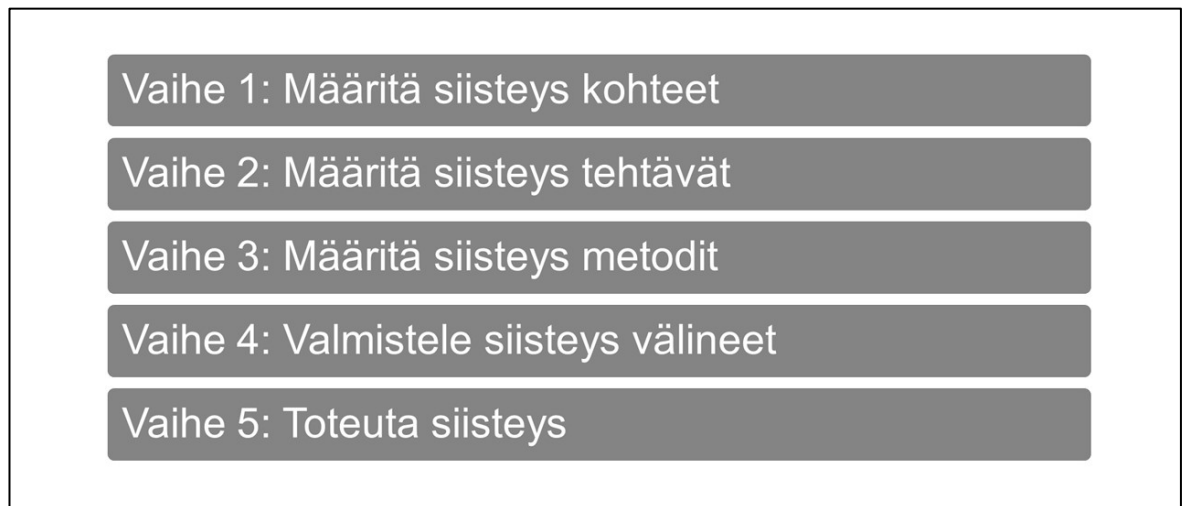 Vaihe 1: Määritä siisteys kohteet
Vaihe 2: Määritä siisteys tehtävät
Vaihe 3: Määritä siisteys metodit
Vaihe 4: Valmistele siisteys välineet
Vaihe 5: Toteuta siisteys